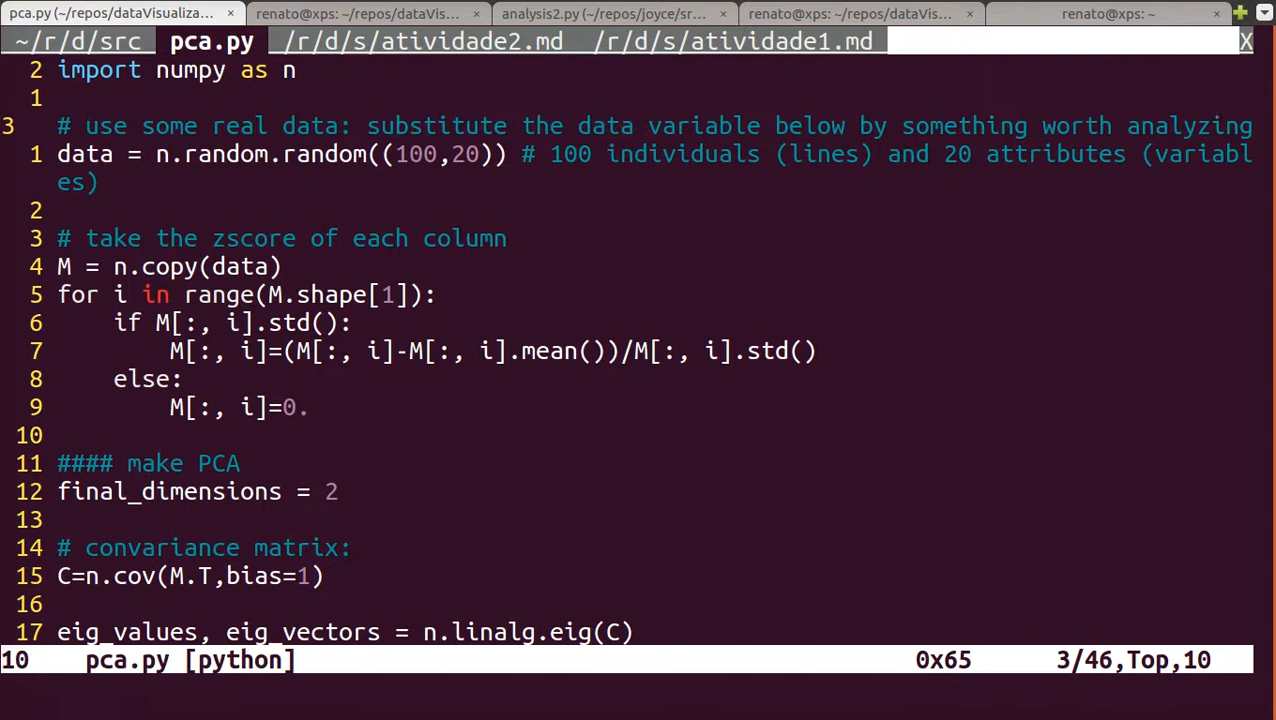 pca.py (~/repos/dataVisualiza... × renato@xps: ~/repos/dataVis... × analysis2.py (~/repos/joyce/sr... × renato@xps: ~/repos/dataVis... × renato@xps: ~ ×
~/r/d/src pca.py /r/d/s/atividade2.md /r/d/s/atividade1.md X
2 import numpy as n
1
3 # use some real data: substitute the data variable below by something worth analyzing
1 data = n.random.random((100,20)) # 100 individuals (lines) and 20 attributes (variabl
es)
2
3 # take the zscore of each column
4 M = n.copy(data)
5 for i in range(M.shape[1]):
6     if M[:, i].std():
7         M[:, i]=(M[:, i]-M[:, i].mean())/M[:, i].std()
8     else:
9         M[:, i]=0.
10
11 #### make PCA
12 final_dimensions = 2
13
14 # convariance matrix:
15 C=n.cov(M.T,bias=1)
16
17 eig_values, eig_vectors = n.linalg.eig(C)
10 pca.py [python] 0x65 3/46,Top,10